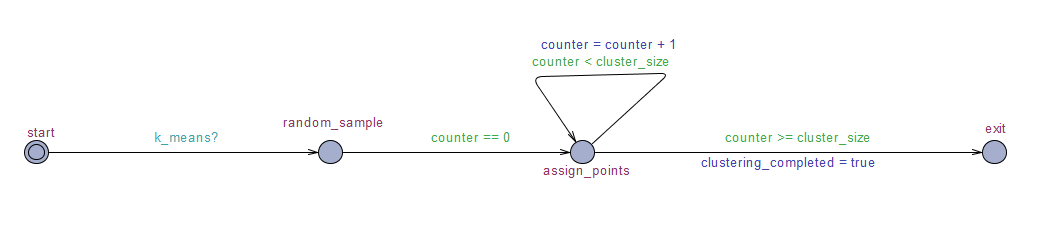 counter = counter + 1
counter < cluster_size
start
k_means?
random_sample
counter == 0
assign_points
counter >= cluster_size
clustering_completed = true
exit